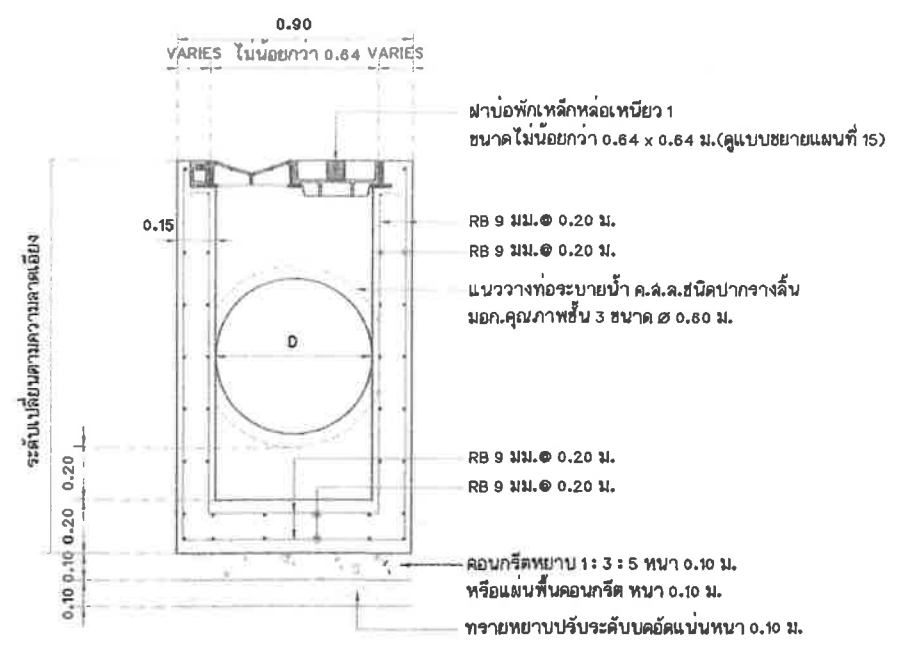 0.90
VARIES ไม่น้อยกว่า 0.64 VARIES
ฝาบ่อพักเหล็กหล่อเหนียว 1
ขนาดไม่น้อยกว่า 0.64 x 0.64 ม.(ดูแบบขยายแผนที่ 15)
0.15
RB 9 มม.@ 0.20 ม.
RB 9 มม.@ 0.20 ม.
แนววางท่อระบายน้ำ ค.ส.ล.ชนิดปากรางลิ้น
มอก.คุณภาพชั้น 3 ขนาด Ø 0.60 ม.
D
ระดับเปลี่ยนตามความลาดเอียง
0.20
RB 9 มม.@ 0.20 ม.
RB 9 มม.@ 0.20 ม.
0.20
0.10
0.10
คอนกรีตหยาบ 1: 3 : 5 หนา 0.10 ม.
หรือแผ่นพื้นคอนกรีต หนา 0.10 ม.
ทรายหยาบปรับระดับบดอัดแน่นหนา 0.10 ม.